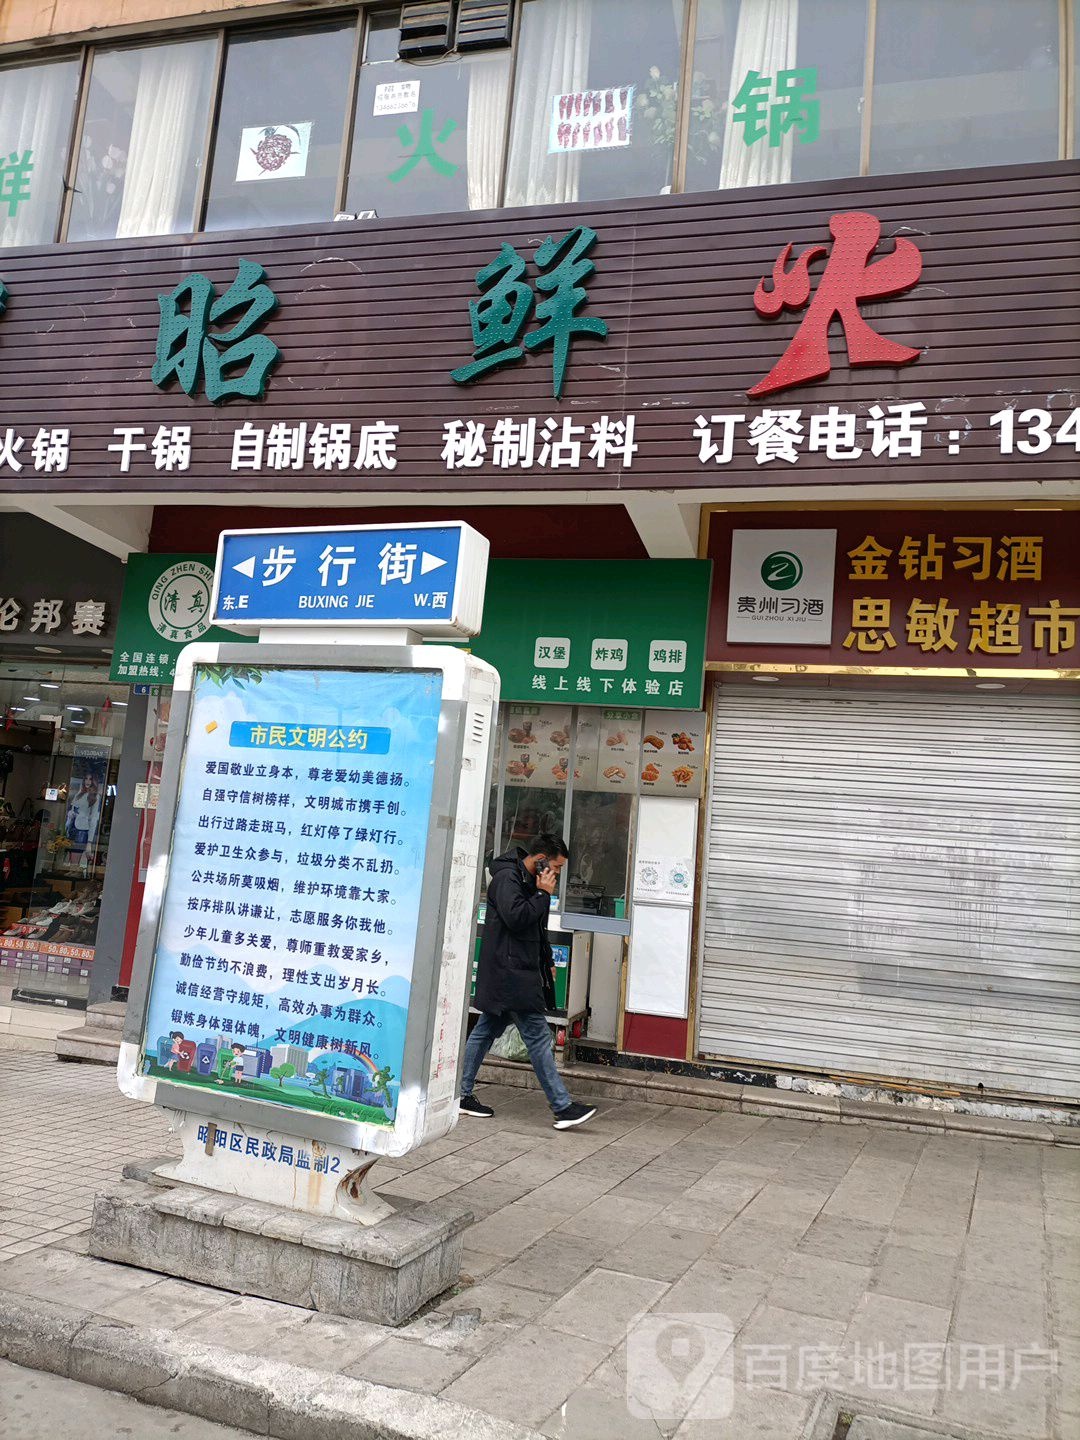 鲜 火 锅
昭 鲜 火
火锅 干锅 自制锅底 秘制沾料 订餐电话：134
步行街
东.E BUXING JIE W.西
伦邦赛
QING ZHEN SHI
清真
清真食品
全国连锁：
加盟热线：4
汉堡 炸鸡 鸡排
线上线下体验店
贵州习酒
GUIZHOU XIJIU
金钻习酒
思敏超市
市民文明公约
爱国敬业立身本，尊老爱幼美德扬。
自强守信树榜样，文明城市携手创。
出行过路走斑马，红灯停了绿灯行。
爱护卫生众参与，垃圾分类不乱扔。
公共场所莫吸烟，维护环境靠大家。
按序排队讲谦让，志愿服务你我他。
少年儿童多关爱，尊师重教爱家乡，
勤俭节约不浪费，理性支出岁月长。
诚信经营守规矩，高效办事为群众。
锻炼身体强体魄，文明健康树新风。
昭阳区民政局监制2
百度地图用户